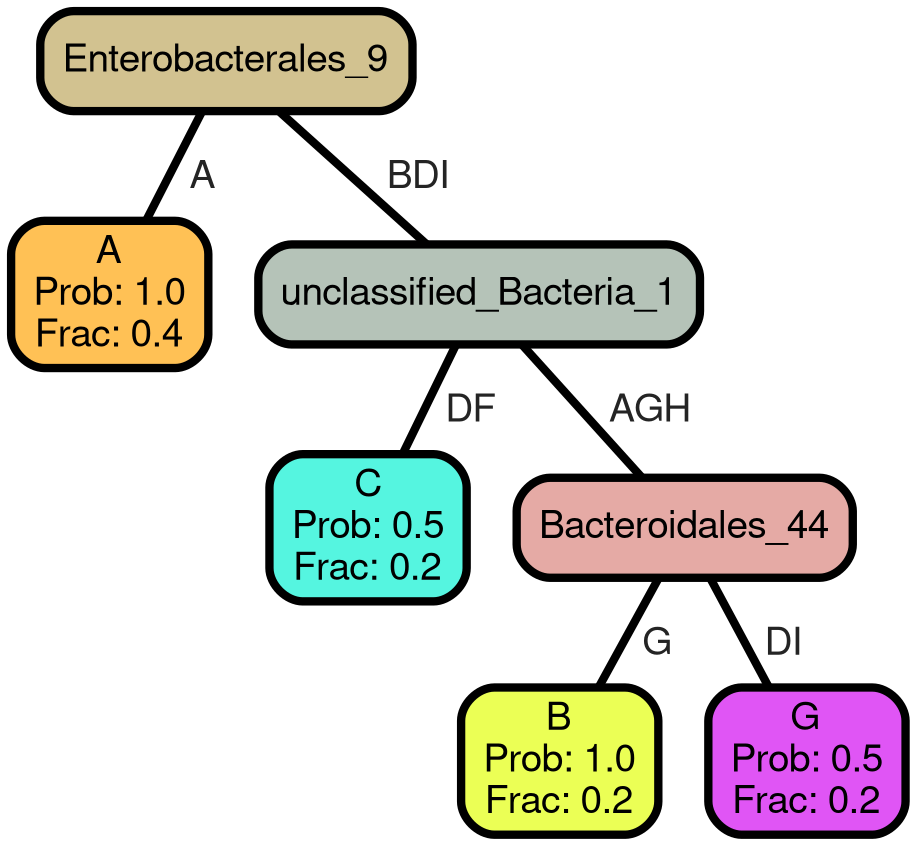 Enterobacterales_9
A
BDI
A
Prob: 1.0
Frac: 0.4
unclassified_Bacteria_1
DF
AGH
C
Prob: 0.5
Frac: 0.2
Bacteroidales_44
G
DI
B
Prob: 1.0
Frac: 0.2
G
Prob: 0.5
Frac: 0.2